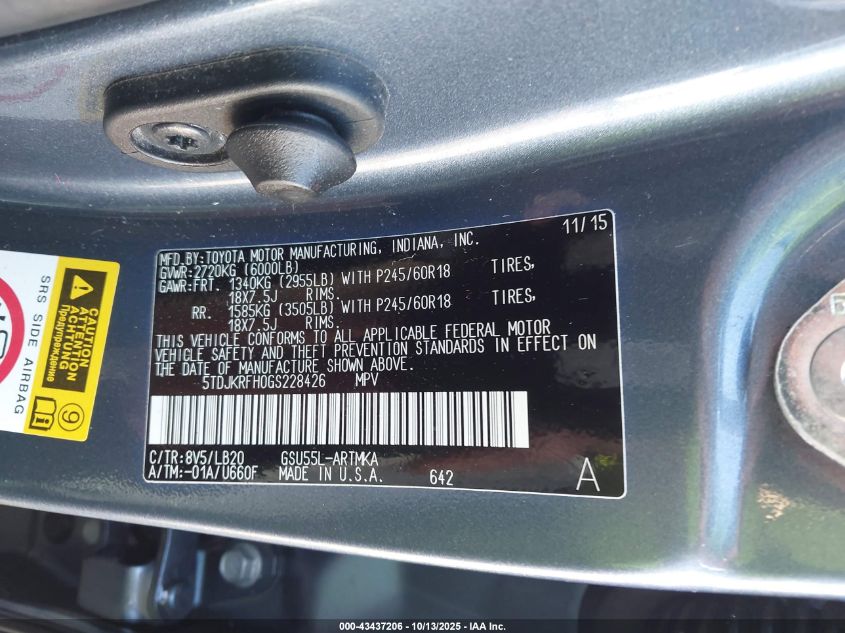 11/15
MFD.BY:TOYOTA MOTOR MANUFACTURING, INDIANA, INC.
GVWR:2720KG (6000LB)
GAWR:FRT. 1340KG (2955LB) WITH P245/60R18 TIRES,
18X7.5J RIMS.
RR. 1585KG (3505LB) WITH P245/60R18 TIRES,
18X7.5J RIMS.
THIS VEHICLE CONFORMS TO ALL APPLICABLE FEDERAL MOTOR
VEHICLE SAFETY AND THEFT PREVENTION STANDARDS IN EFFECT ON
THE DATE OF MANUFACTURE SHOWN ABOVE.
5TDJKRFH0GS228426 MPV
C/TR:8V5/LB20 GSU55L-ARTMKA
A/TM:-01A/U660F MADE IN U.S.A. 642 A
SRS SIDE AIRBAG
CAUTION
ATTENTION
ACHTUNG
Предупреждение
9
000-43437206 - 10/13/2025 - IAA Inc.